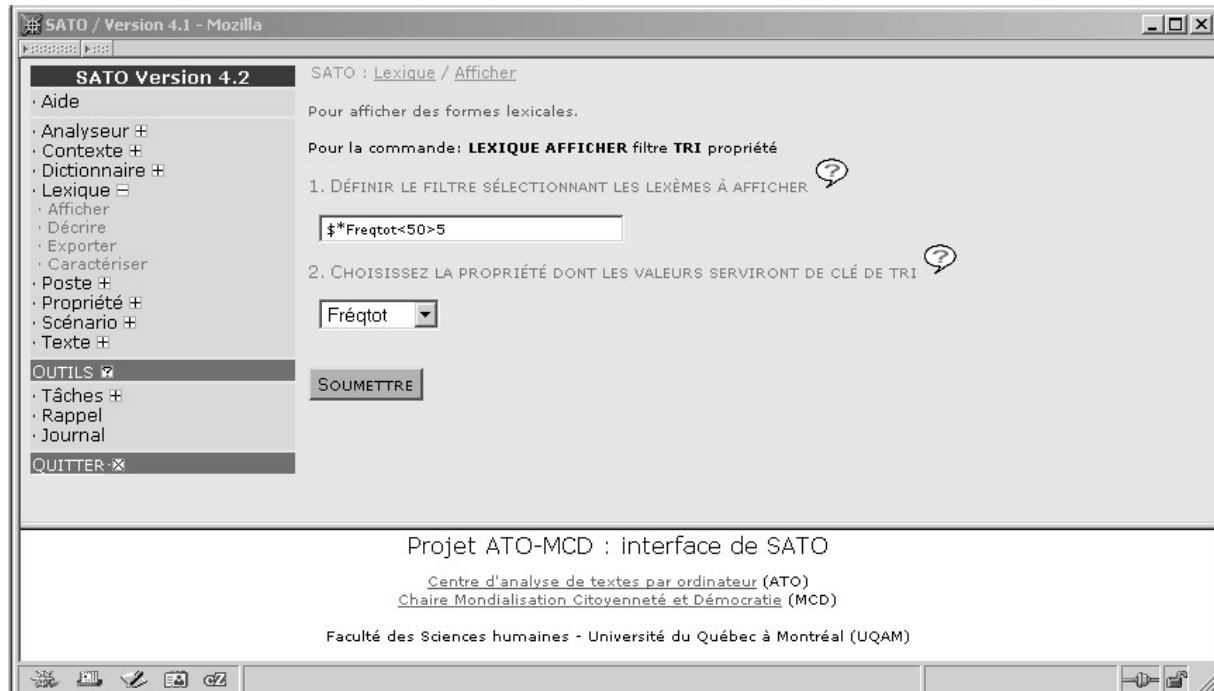 SATO / Version 4.1 - Mozilla
SATO Version 4.2
· Aide
· Analyseur
· Contexte
· Dictionnaire
· Lexique
· Afficher
· Décrire
· Exporter
· Caractériser
· Poste
· Propriété
· Scénario
· Texte
OUTILS
· Tâches
· Rappel
· Journal
QUITTER
SATO : Lexique / Afficher
Pour afficher des formes lexicales.
Pour la commande: LEXIQUE AFFICHER filtre TRI propriété
1. DÉFINIR LE FILTRE SÉLECTIONNANT LES LEXÈMES À AFFICHER ?
$*Freqtot<50>5
2. CHOISISSEZ LA PROPRIÉTÉ DONT LES VALEURS SERVIRONT DE CLÉ DE TRI ?
Fréqtot
SOUMETTRE
Projet ATO-MCD : interface de SATO
Centre d'analyse de textes par ordinateur (ATO)
Chaire Mondialisation Citoyenneté et Démocratie (MCD)
Faculté des Sciences humaines - Université du Québec à Montréal (UQAM)